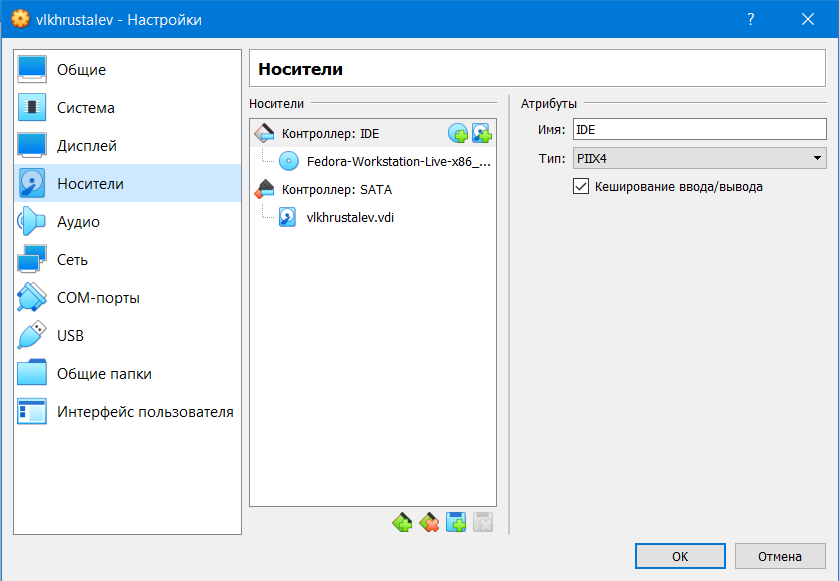 vlkhrustalev - Настройки
?
Общие
Система
Дисплей
Носители
Аудио
Сеть
COM-порты
USB
Общие папки
Интерфейс пользователя
Носители
Носители
Контроллер: IDE
Fedora-Workstation-Live-x86_...
Контроллер: SATA
vlkhrustalev.vdi
Атрибуты
Имя: IDE
Тип: PIIX4
Кеширование ввода/вывода
OK
Отмена